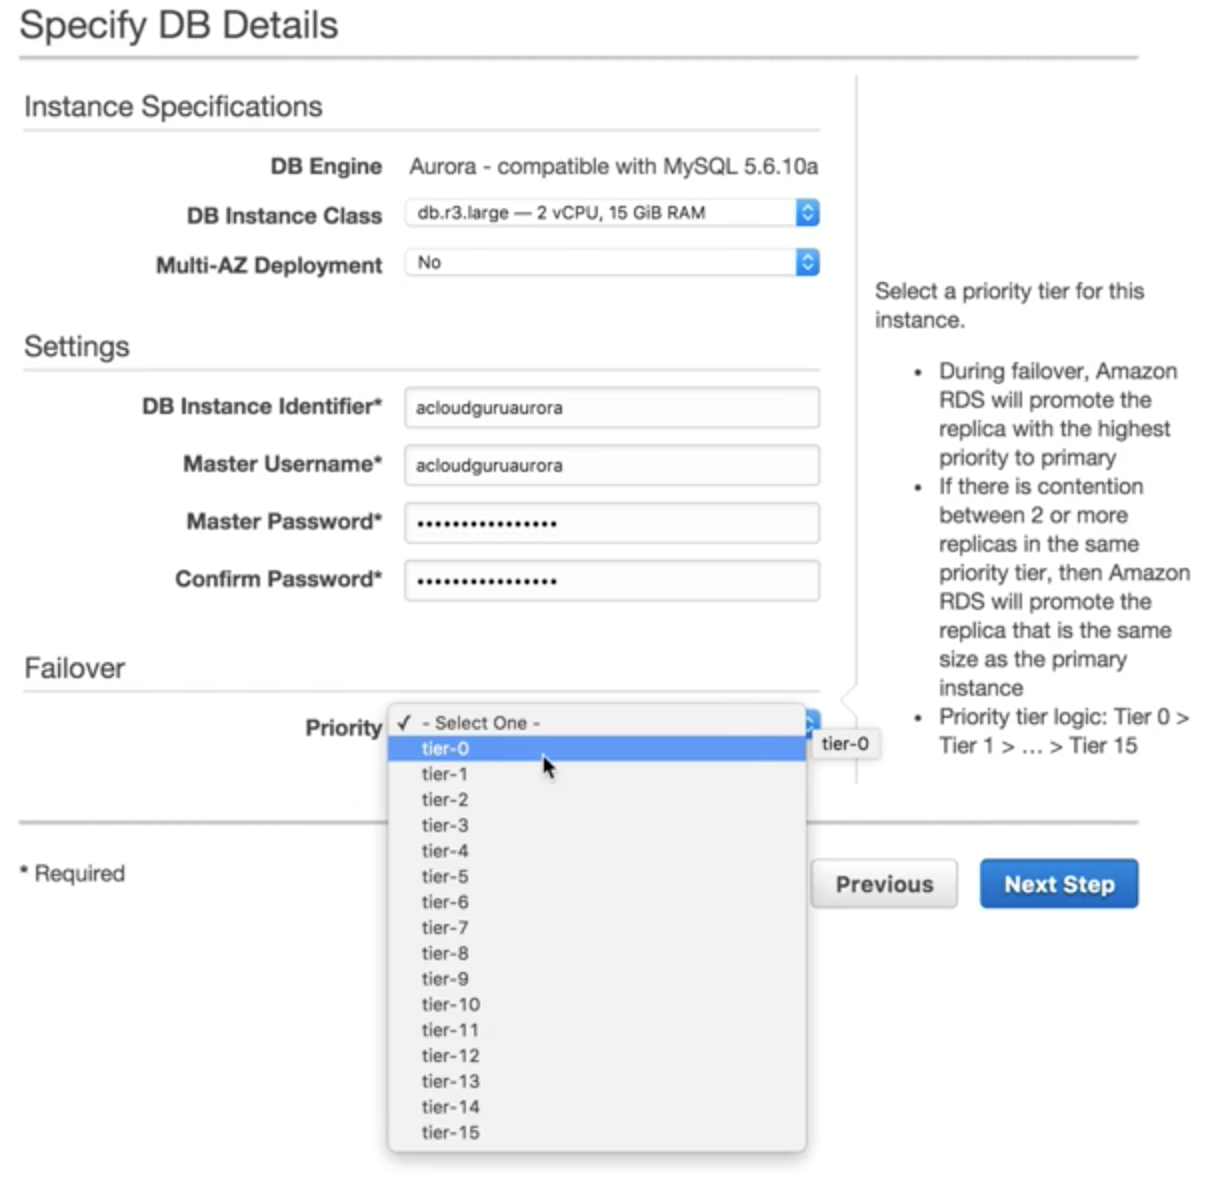 Specify DB Details
Instance Specifications
DB Engine Aurora - compatible with MySQL 5.6.10a
DB Instance Class db.r3.large — 2 vCPU, 15 GiB RAM
Multi-AZ Deployment No
Settings
DB Instance Identifier* acloudguruaurora
Master Username* acloudguruaurora
Master Password* ••••••••••••••••
Confirm Password* ••••••••••••••••
Failover
Priority ✓ - Select One -
tier-0
tier-1
tier-2
tier-3
tier-4
tier-5
tier-6
tier-7
tier-8
tier-9
tier-10
tier-11
tier-12
tier-13
tier-14
tier-15
tier-0
Select a priority tier for this
instance.
• During failover, Amazon
RDS will promote the
replica with the highest
priority to primary
• If there is contention
between 2 or more
replicas in the same
priority tier, then Amazon
RDS will promote the
replica that is the same
size as the primary
instance
• Priority tier logic: Tier 0 >
Tier 1 > ... > Tier 15
* Required
Previous
Next Step